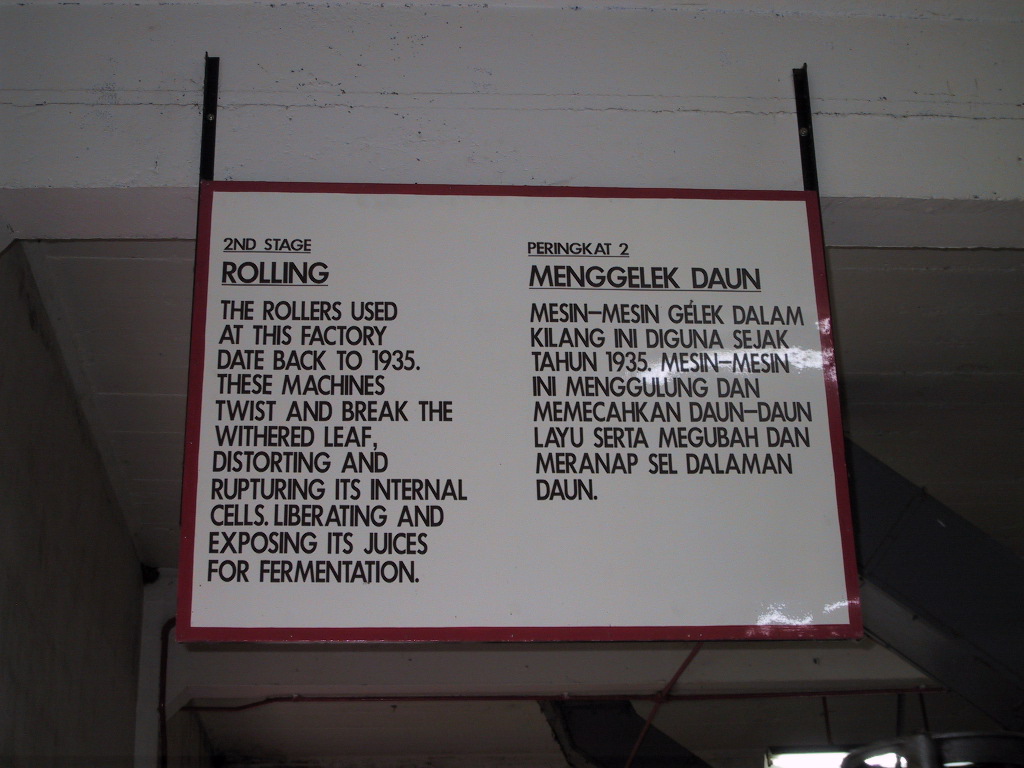 2ND STAGE
ROLLING
THE ROLLERS USED
AT THIS FACTORY
DATE BACK TO 1935.
THESE MACHINES
TWIST AND BREAK THE
WITHERED LEAF,
DISTORTING AND
RUPTURING ITS INTERNAL
CELLS. LIBERATING AND
EXPOSING ITS JUICES
FOR FERMENTATION.
PERINGKAT 2
MENGGELEK DAUN
MESIN-MESIN GÉLEK DALAM
KILANG INI DIGUNA SEJAK
TAHUN 1935. MESIN-MESIN
INI MENGGULUNG DAN
MEMECAHKAN DAUN-DAUN
LAYU SERTA MEGUBAH DAN
MERANAP SEL DALAMAN
DAUN.